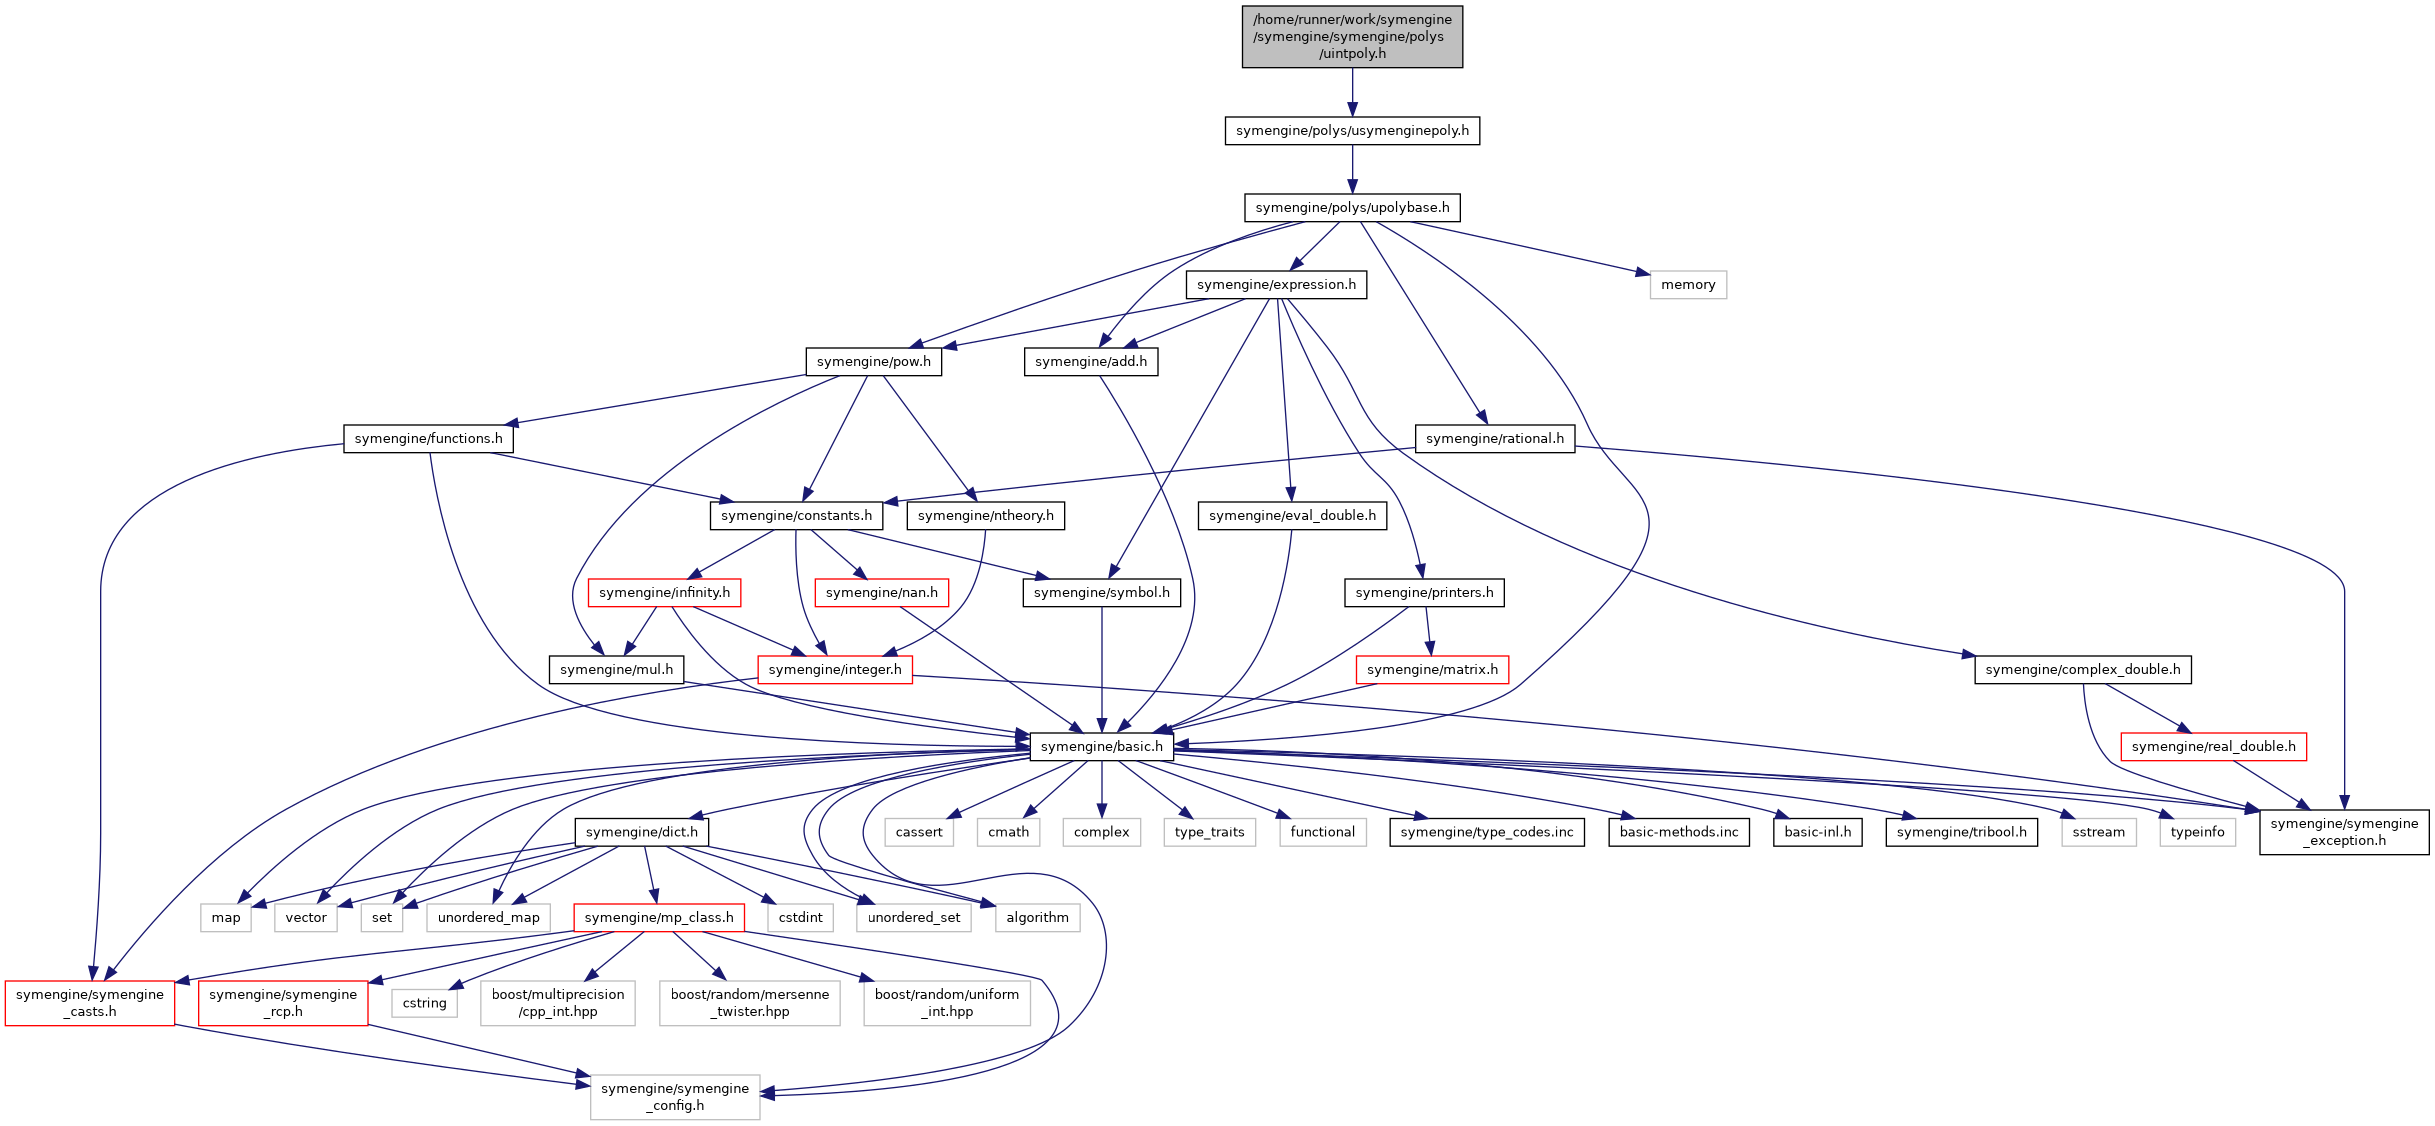 /home/runner/work/symengine
/symengine/symengine/polys
/uintpoly.h
symengine/polys/usymenginepoly.h
symengine/polys/upolybase.h
symengine/expression.h
memory
symengine/pow.h
symengine/add.h
symengine/functions.h
symengine/rational.h
symengine/constants.h
symengine/ntheory.h
symengine/eval_double.h
symengine/infinity.h
symengine/nan.h
symengine/symbol.h
symengine/printers.h
symengine/mul.h
symengine/integer.h
symengine/matrix.h
symengine/complex_double.h
symengine/basic.h
symengine/real_double.h
symengine/dict.h
cassert
cmath
complex
type_traits
functional
symengine/type_codes.inc
basic-methods.inc
basic-inl.h
symengine/tribool.h
sstream
typeinfo
symengine/symengine
_exception.h
map
vector
set
unordered_map
symengine/mp_class.h
cstdint
unordered_set
algorithm
symengine/symengine
_casts.h
symengine/symengine
_rcp.h
cstring
boost/multiprecision
/cpp_int.hpp
boost/random/mersenne
_twister.hpp
boost/random/uniform
_int.hpp
symengine/symengine
_config.h